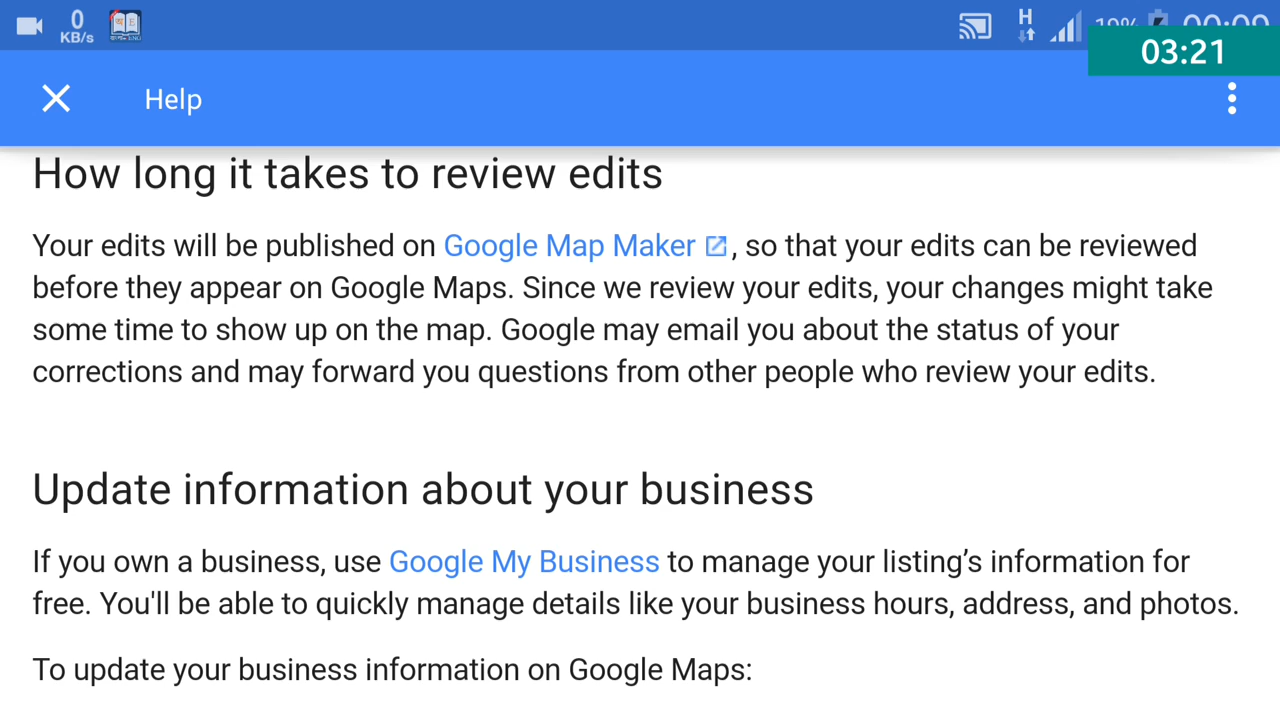 0
KB/s
H
19%
03:21
Help
How long it takes to review edits
Your edits will be published on Google Map Maker, so that your edits can be reviewed
before they appear on Google Maps. Since we review your edits, your changes might take
some time to show up on the map. Google may email you about the status of your
corrections and may forward you questions from other people who review your edits.
Update information about your business
If you own a business, use Google My Business to manage your listing’s information for
free. You'll be able to quickly manage details like your business hours, address, and photos.
To update your business information on Google Maps: